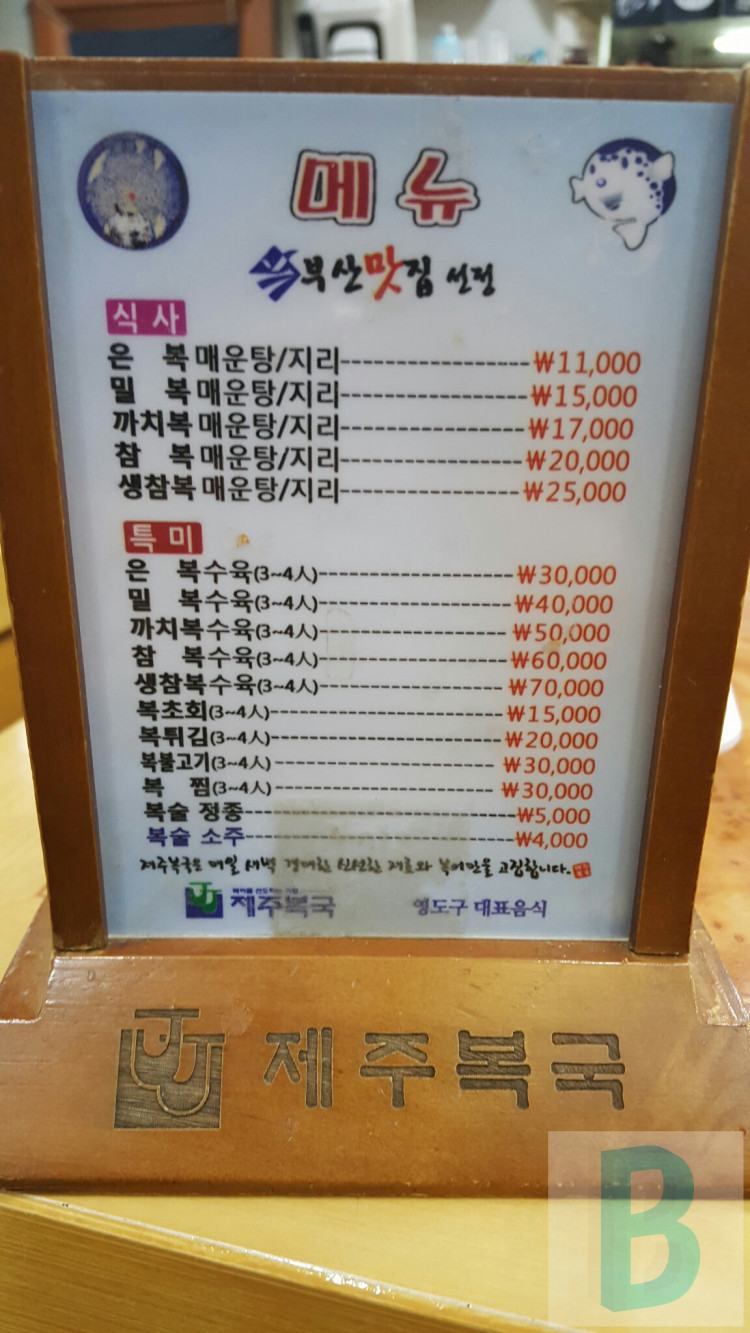 메뉴
부산맛집 선정
식사
은 복매운탕/지리 ₩11,000
밀 복매운탕/지리 ₩15,000
까치복매운탕/지리 ₩17,000
참 복매운탕/지리 ₩20,000
생참복매운탕/지리 ₩25,000
특미
은 복수육(3~4人) ₩30,000
밀 복수육(3~4人) ₩40,000
까치복수육(3~4人) ₩50,000
참 복수육(3~4人) ₩60,000
생참복수육(3~4人) ₩70,000
복초회(3~4人) ₩15,000
복튀김(3~4人) ₩20,000
복불고기(3~4人) ₩30,000
복 찜(3~4人) ₩30,000
복술 정종 ₩5,000
복술 소주 ₩4,000
제주복국은 매일 새벽 경매한 신선한 재료와 복어만을 고집합니다.
제주복국 영도구 대표음식
제주복국
B